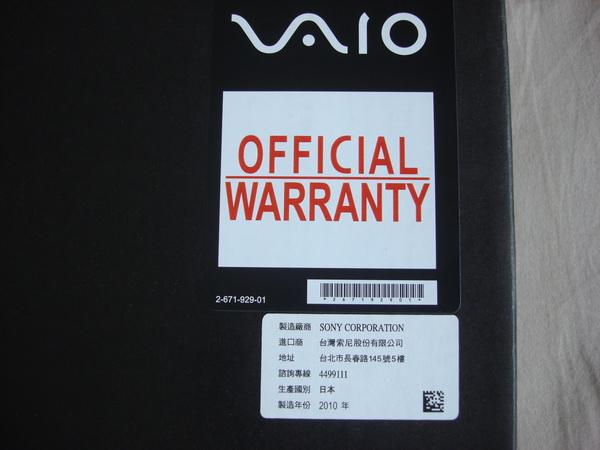 VAIO
OFFICIAL
WARRANTY
2-671-929-01
*267192901*
製造廠商 SONY CORPORATION
進口商 台灣索尼股份有限公司
地址 台北市長春路145號5樓
諮詢專線 4499111
生產國別 日本
製造年份 2010 年